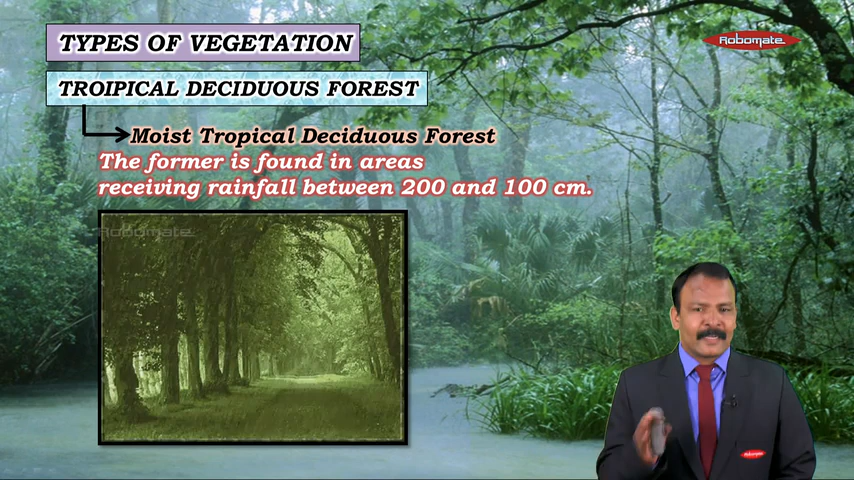 TYPES OF VEGETATION
Robomate
TROIPICAL DECIDUOUS FOREST
Moist Tropical Deciduous Forest
The former is found in areas
receiving rainfall between 200 and 100 cm.
Robomate
Robomate